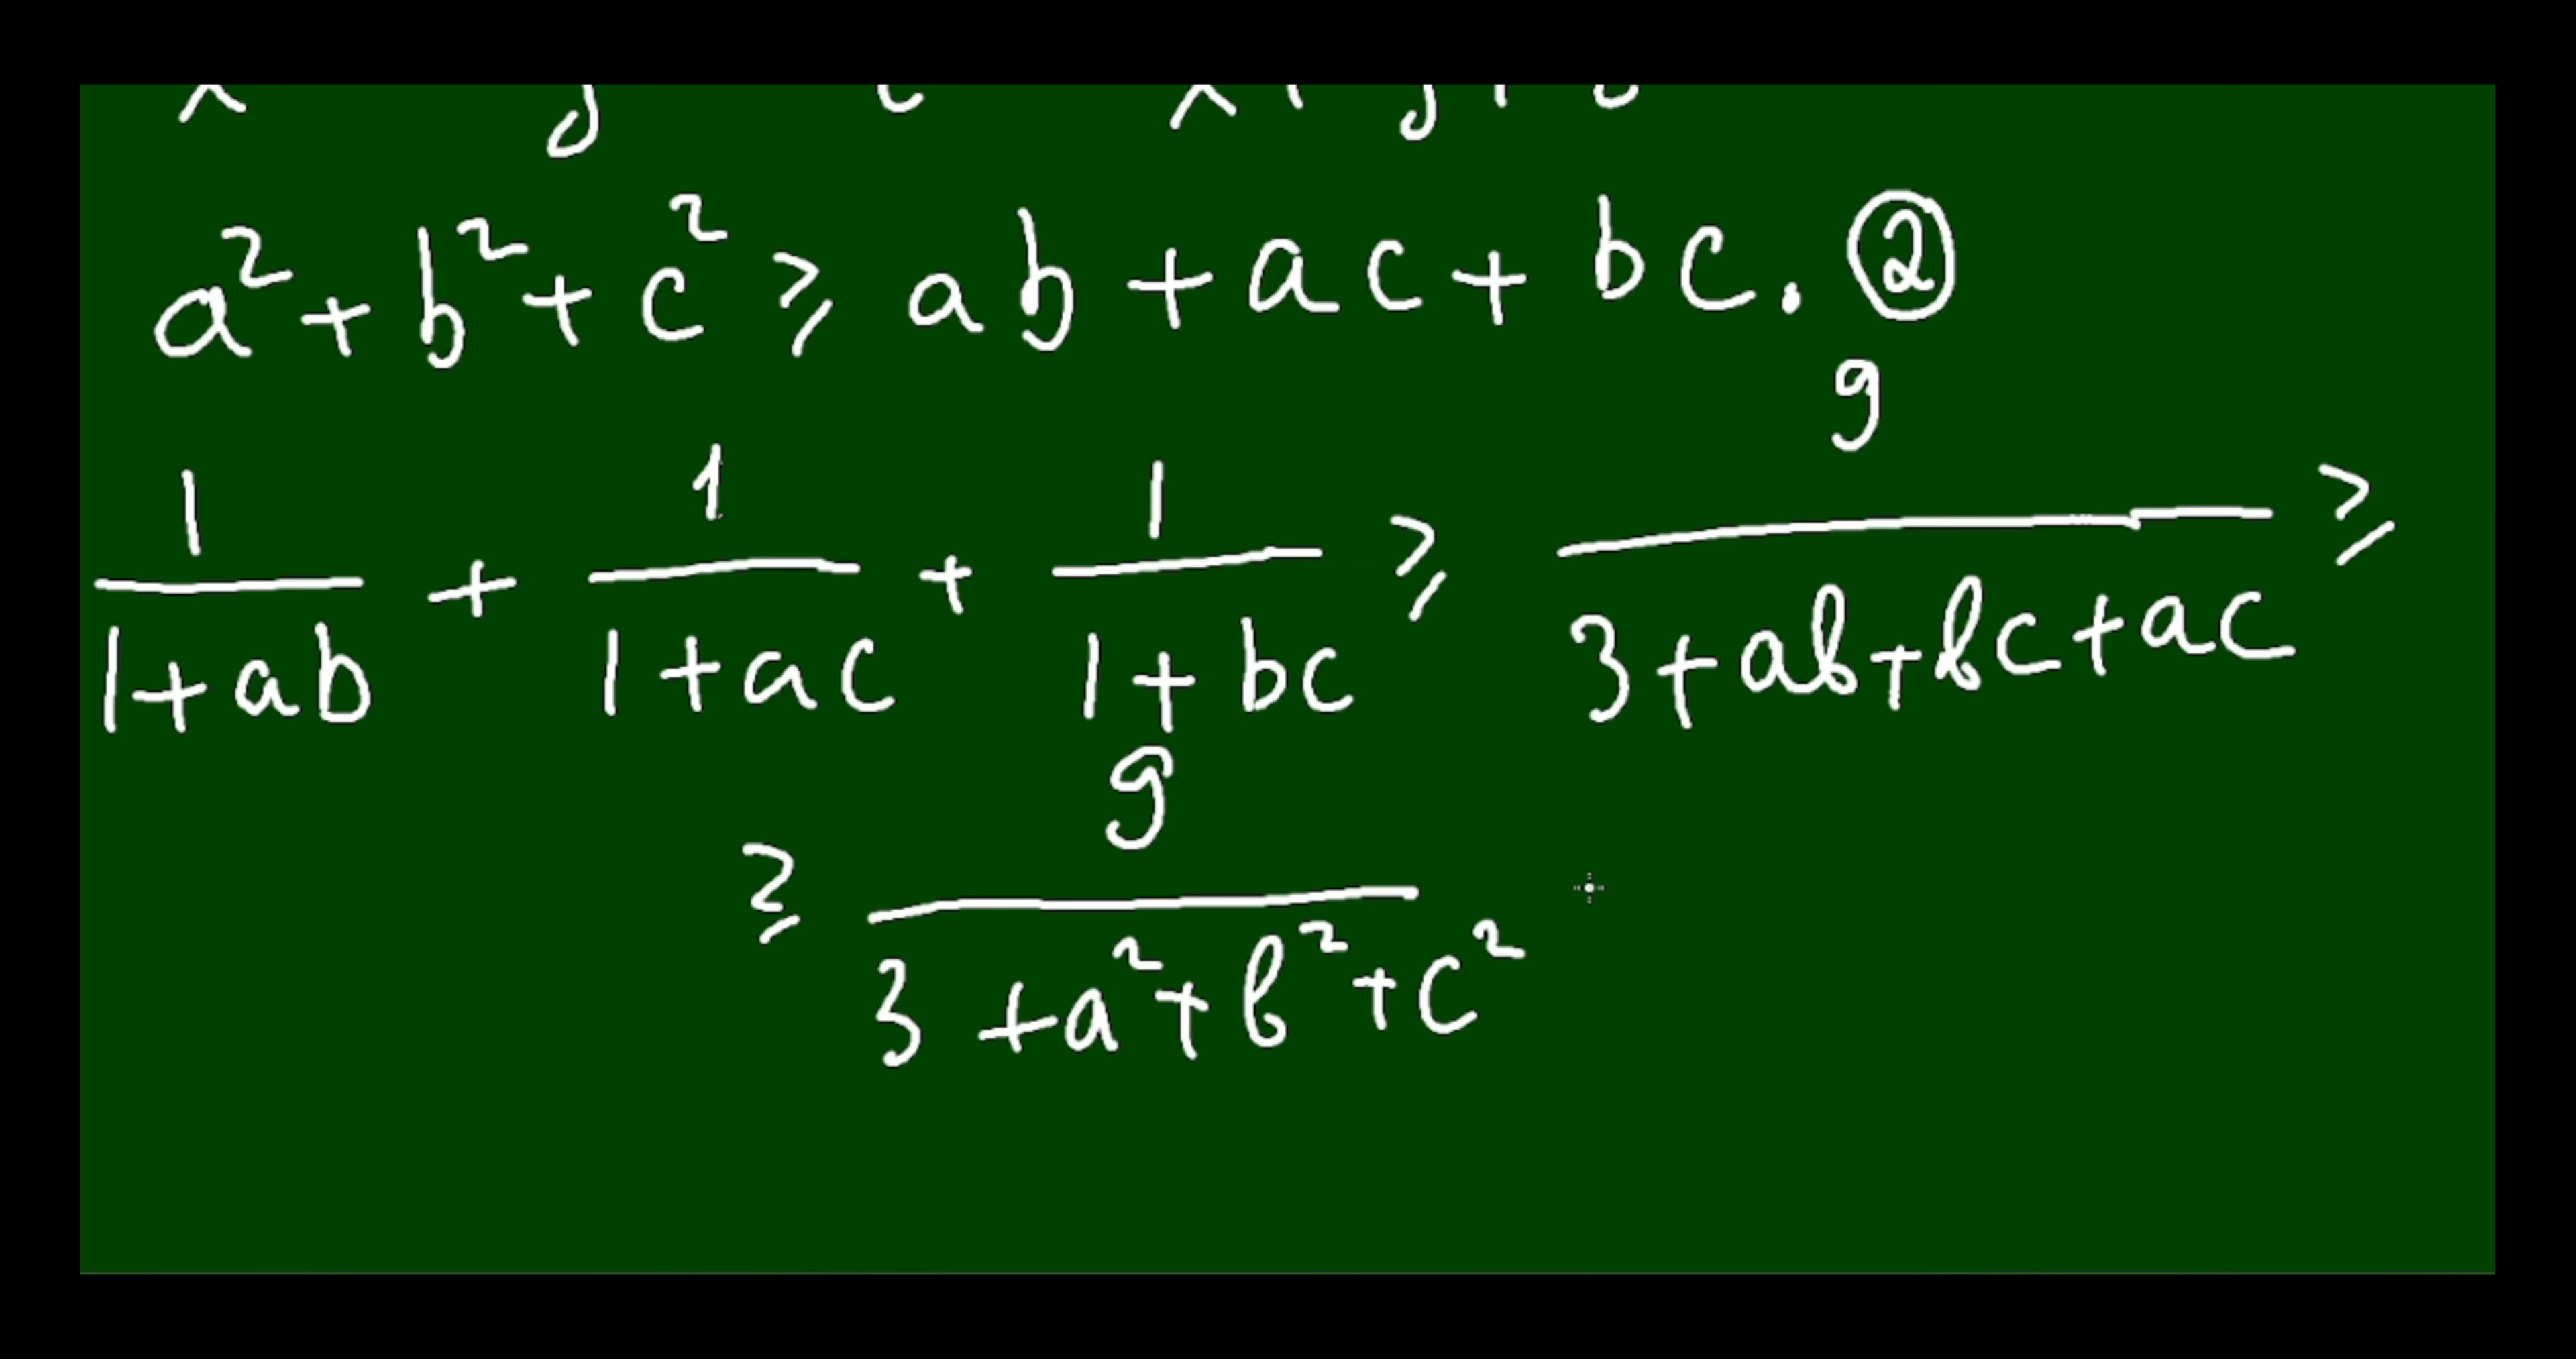 a² + b² + c² ⩾ ab + ac + bc. ②
1/(1+ab) + 1/(1+ac) + 1/(1+bc) ⩾ 9/(3+ab+bc+ac) ⩾
⩾ 9/(3+a²+b²+c²)